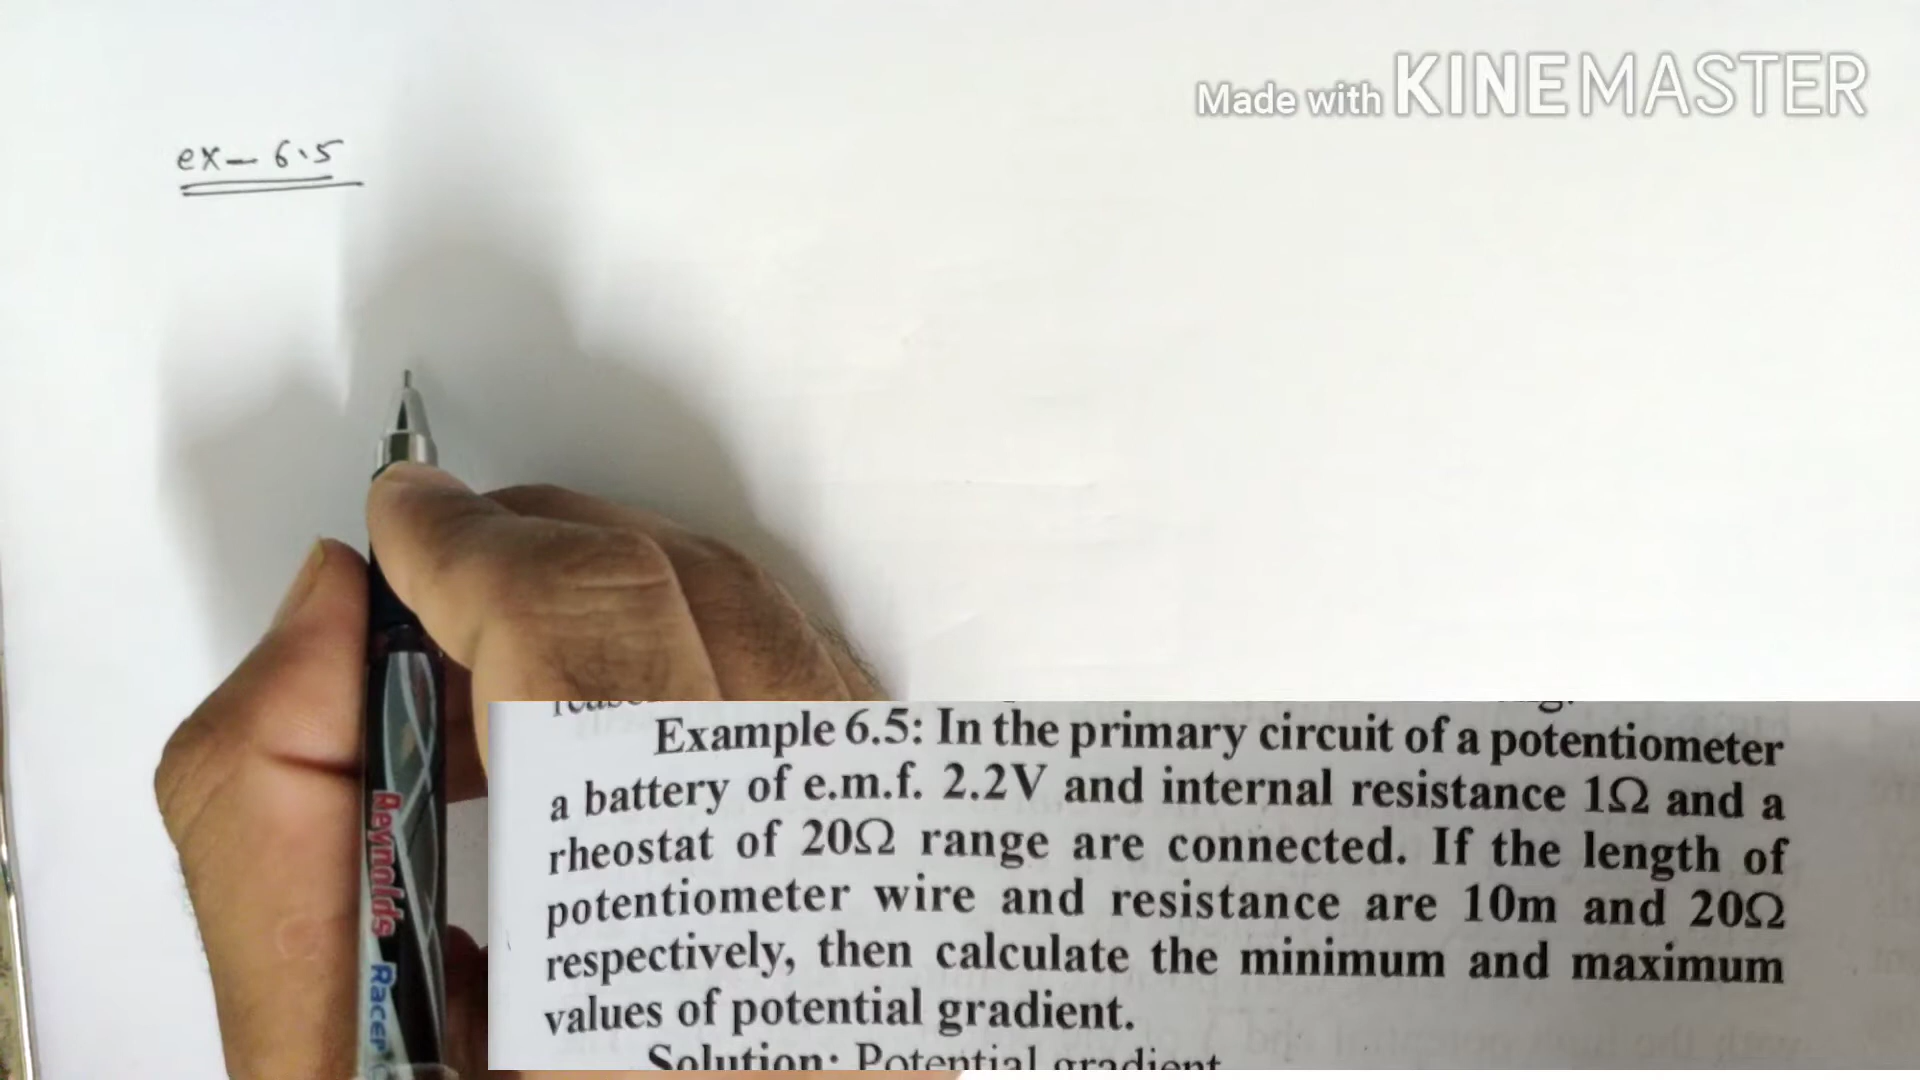 Made with KINEMASTER
ex - 6.5
Reynolds Racer
Example 6.5: In the primary circuit of a potentiometer
a battery of e.m.f. 2.2V and internal resistance 1Ω and a
rheostat of 20Ω range are connected. If the length of
potentiometer wire and resistance are 10m and 20Ω
respectively, then calculate the minimum and maximum
values of potential gradient.
Solution: Potential gradient